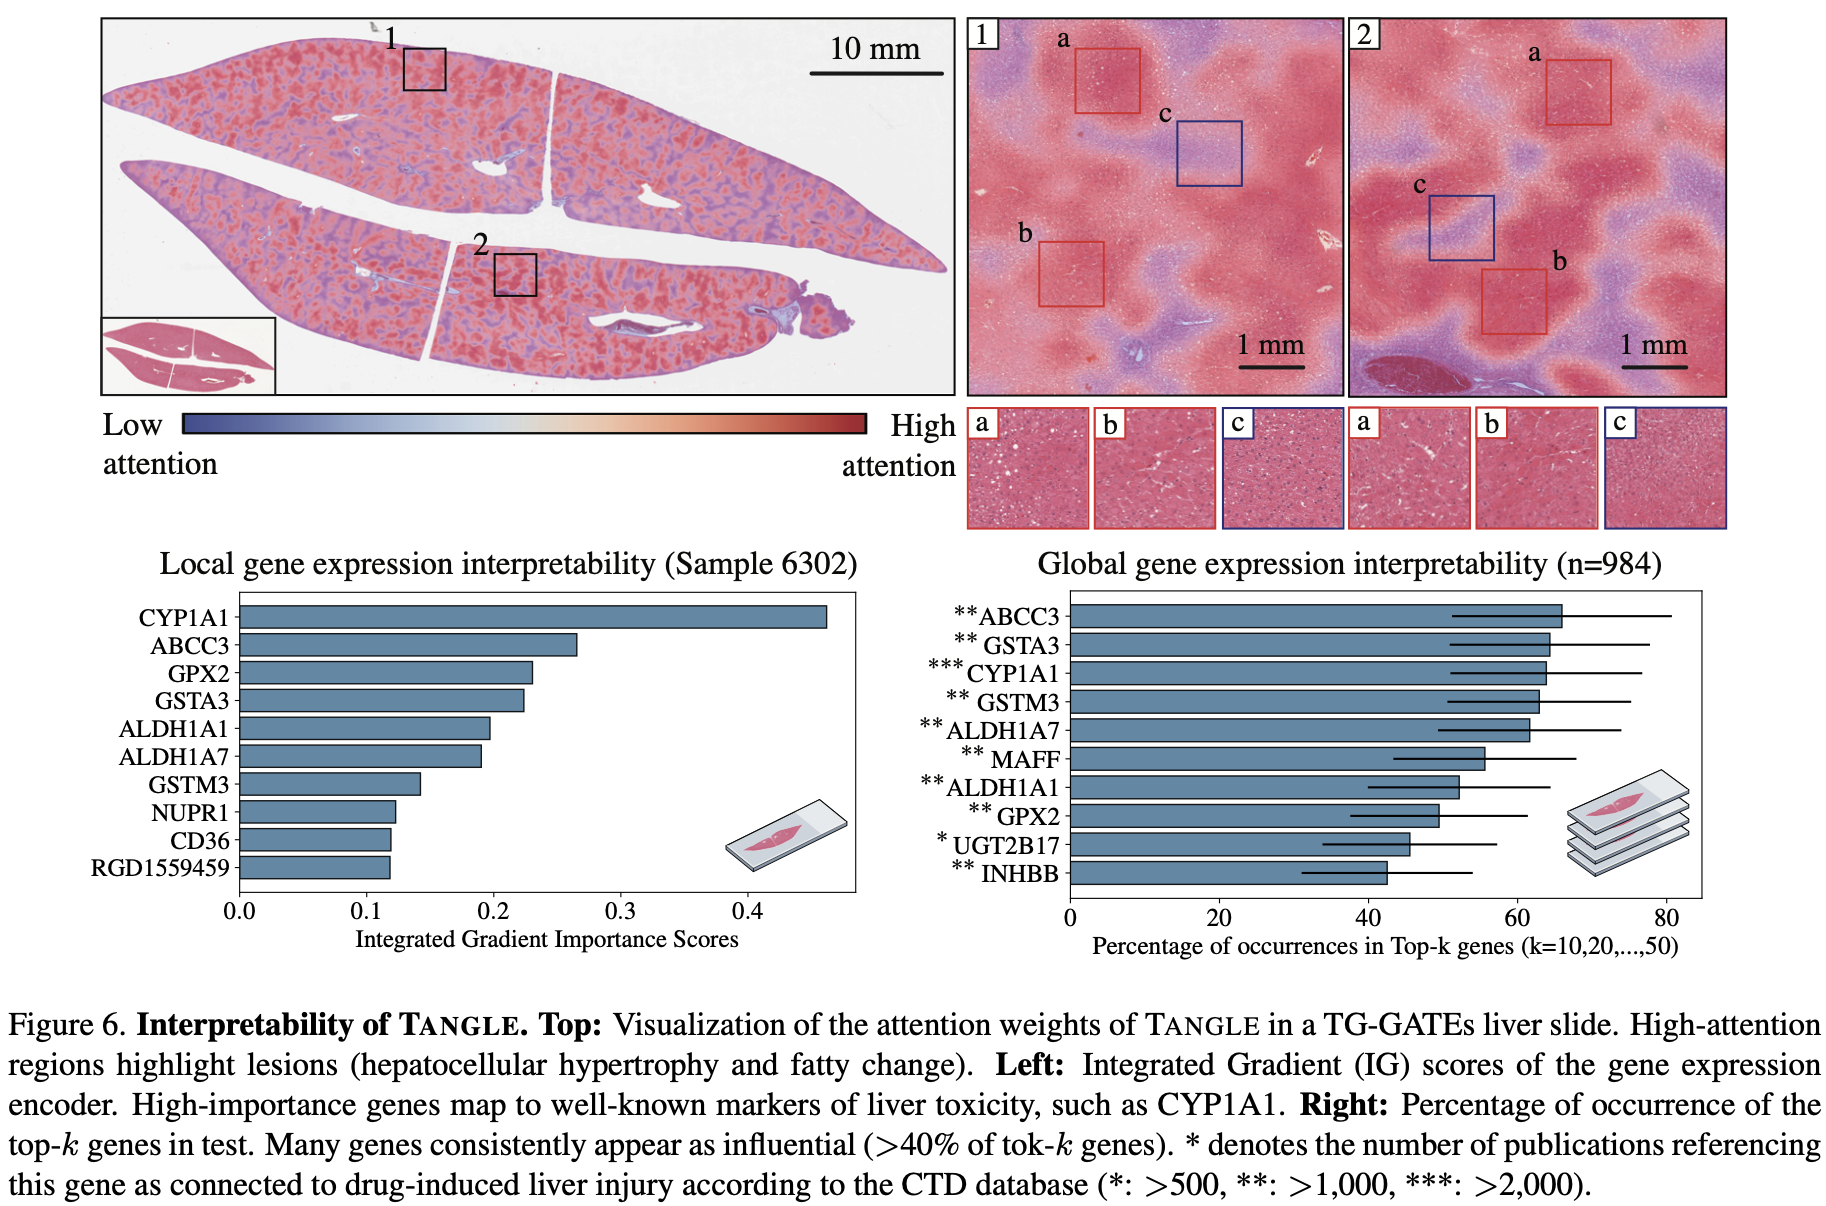 1
10 mm
2
Low attention
High attention
1
a
c
b
1 mm
2
a
c
b
1 mm
a
b
c
a
b
c
Local gene expression interpretability (Sample 6302)
CYP1A1
ABCC3
GPX2
GSTA3
ALDH1A1
ALDH1A7
GSTM3
NUPR1
CD36
RGD1559459
0.0 0.1 0.2 0.3 0.4
Integrated Gradient Importance Scores
Global gene expression interpretability (n=984)
**ABCC3
** GSTA3
***CYP1A1
** GSTM3
**ALDH1A7
** MAFF
**ALDH1A1
** GPX2
* UGT2B17
** INHBB
0 20 40 60 80
Percentage of occurrences in Top-k genes (k=10,20,...,50)
Figure 6. Interpretability of TANGLE. Top: Visualization of the attention weights of TANGLE in a TG-GATEs liver slide. High-attention
regions highlight lesions (hepatocellular hypertrophy and fatty change). Left: Integrated Gradient (IG) scores of the gene expression
encoder. High-importance genes map to well-known markers of liver toxicity, such as CYP1A1. Right: Percentage of occurrence of the
top-k genes in test. Many genes consistently appear as influential (>40% of tok-k genes). * denotes the number of publications referencing
this gene as connected to drug-induced liver injury according to the CTD database (*: >500, **: >1,000, ***: >2,000).